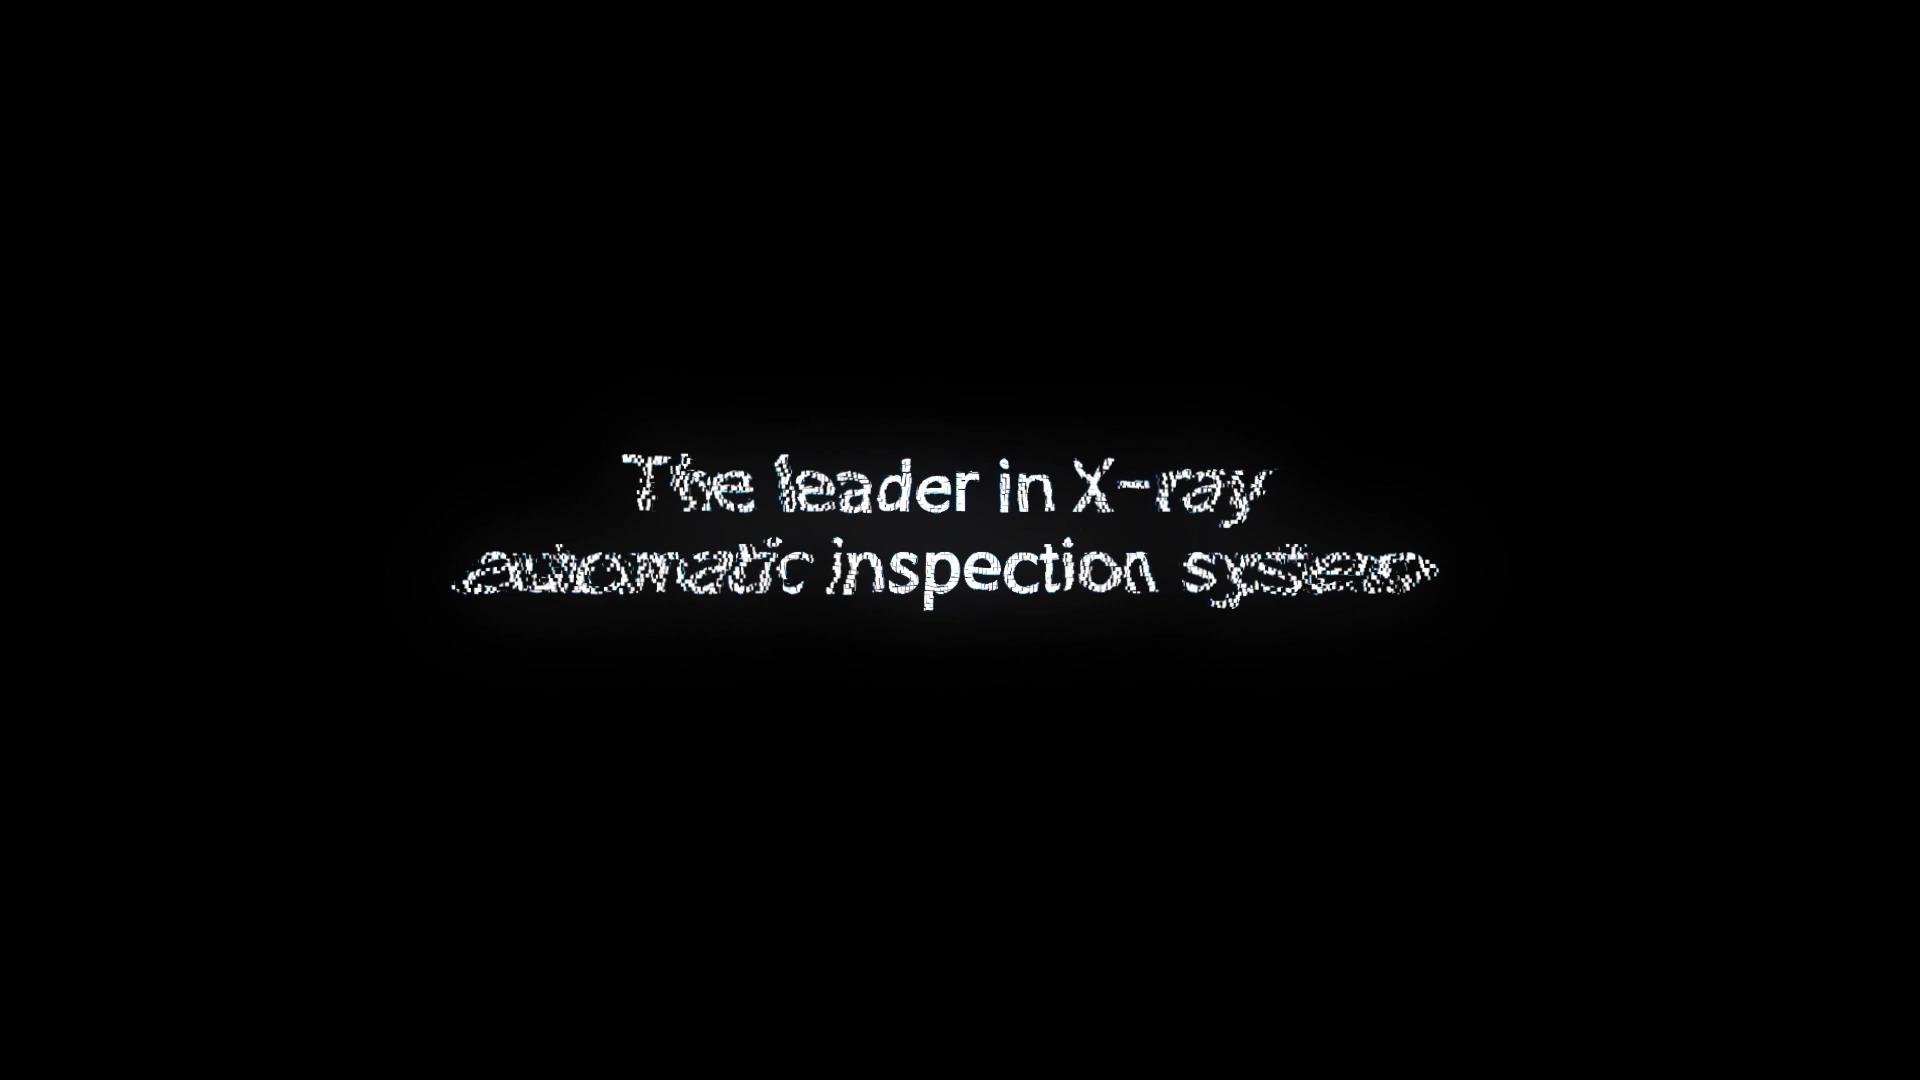 The leader in X-ray
automatic inspection system